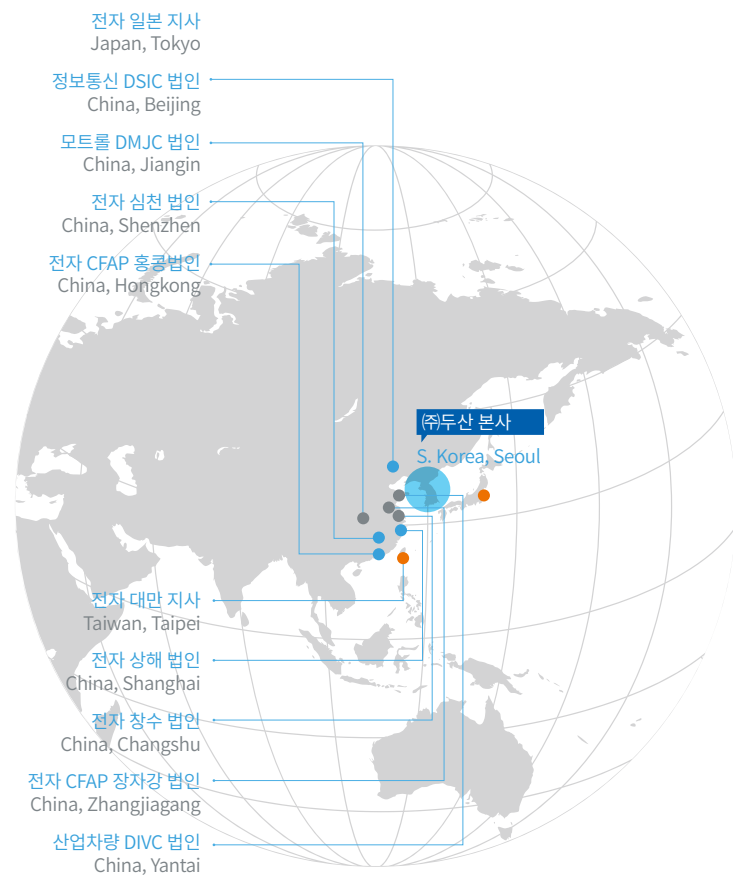 전자 일본 지사
Japan, Tokyo
정보통신 DSIC 법인
China, Beijing
모트롤 DMJC 법인
China, Jiangin
전자 심천 법인
China, Shenzhen
전자 CFAP 홍콩법인
China, Hongkong
㈜두산 본사
S. Korea, Seoul
전자 대만 지사
Taiwan, Taipei
전자 상해 법인
China, Shanghai
전자 창수 법인
China, Changshu
전자 CFAP 장자강 법인
China, Zhangjiagang
산업차량 DIVC 법인
China, Yantai